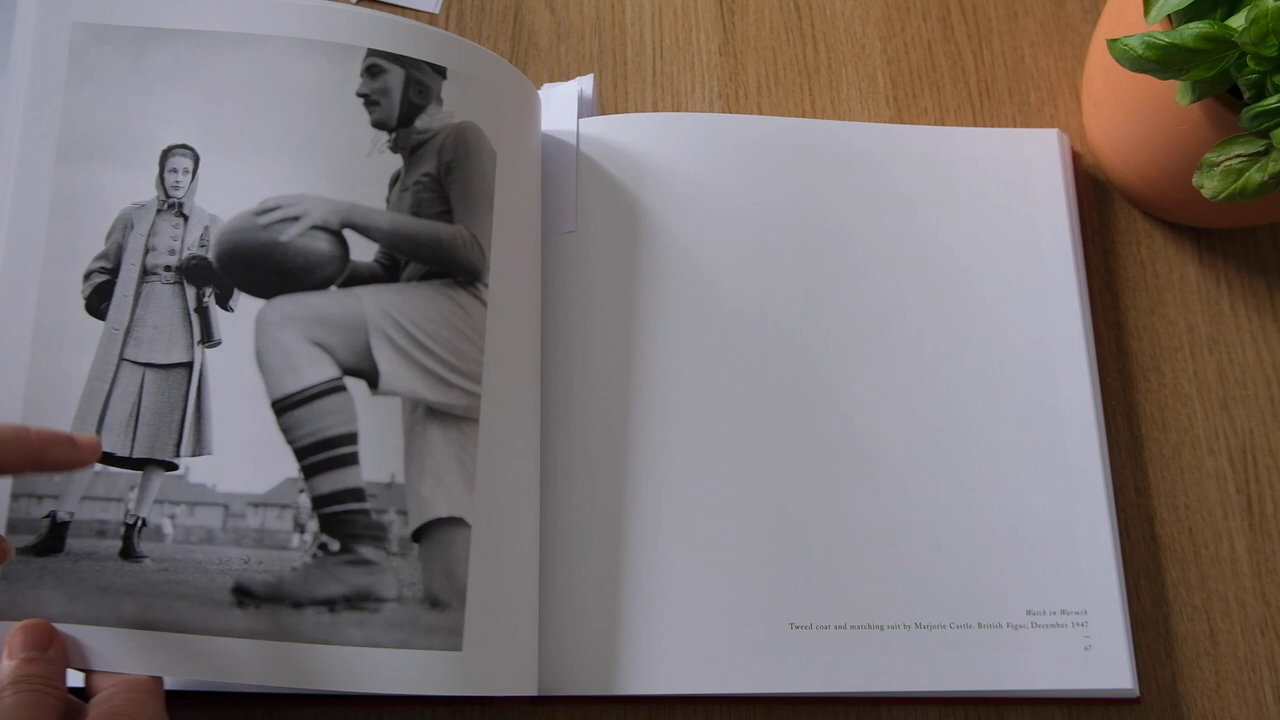 Watch in Warmth
Tweed coat and matching suit by Marjorie Castle. British Vogue, December 1947
67